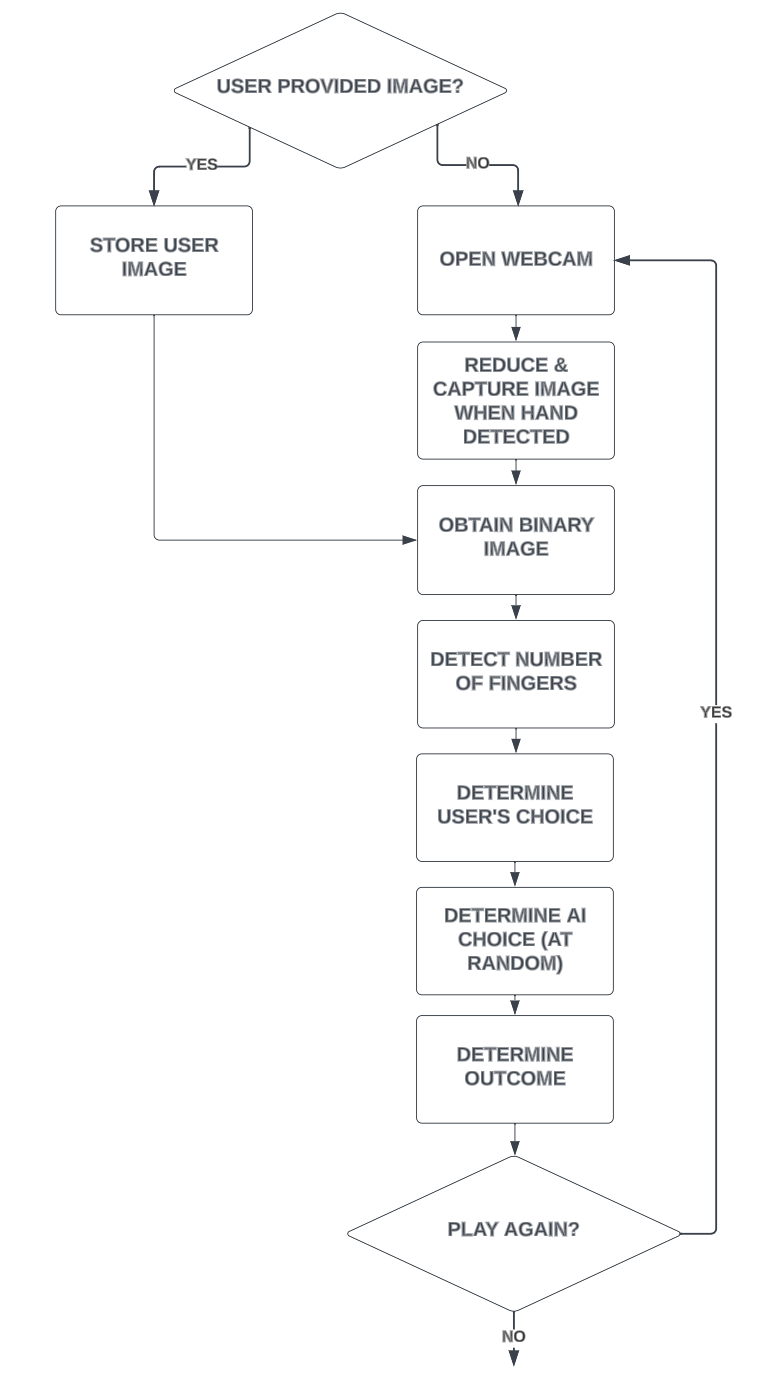 USER PROVIDED IMAGE?
YES
NO
STORE USER
IMAGE
OPEN WEBCAM
REDUCE &
CAPTURE IMAGE
WHEN HAND
DETECTED
OBTAIN BINARY
IMAGE
DETECT NUMBER
OF FINGERS
YES
DETERMINE
USER'S CHOICE
DETERMINE AI
CHOICE (AT
RANDOM)
DETERMINE
OUTCOME
PLAY AGAIN?
NO